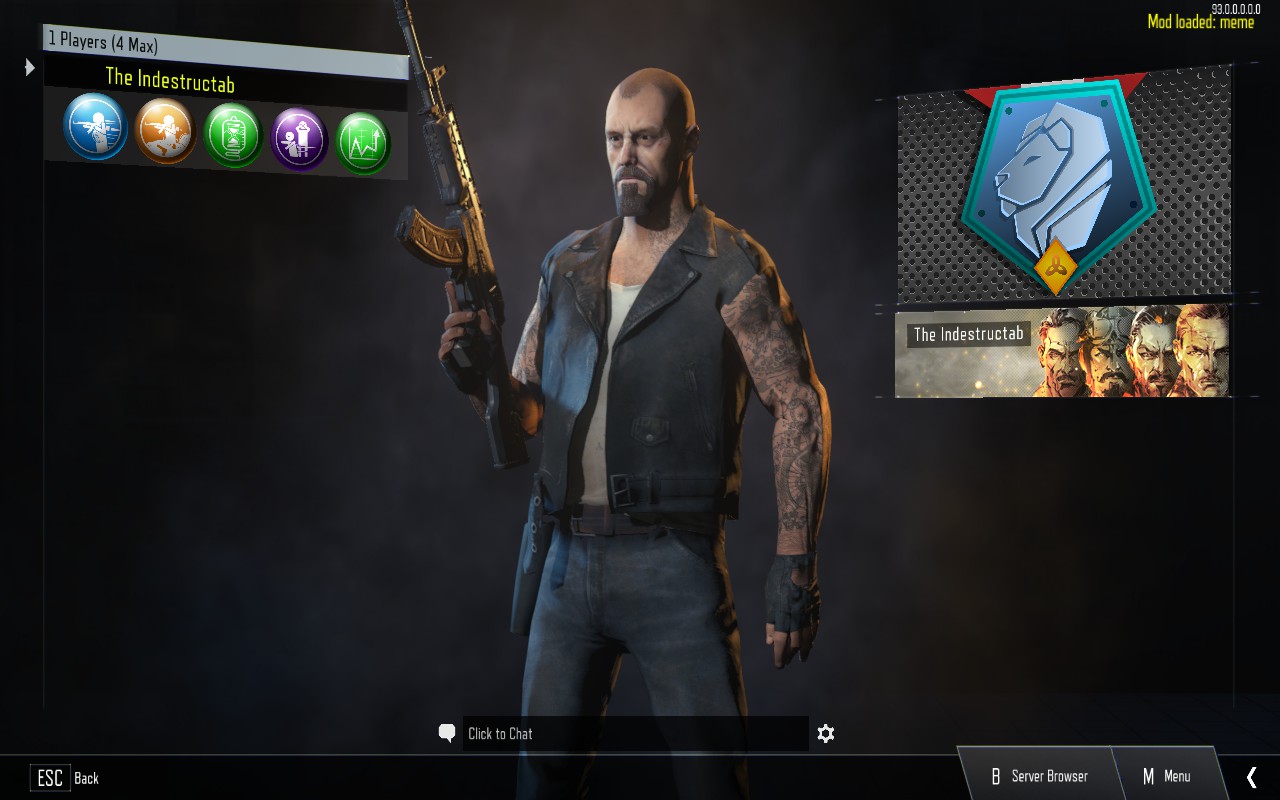 93.0.0.0.0.0
Mod loaded: meme
1 Players (4 Max)
The Indestructab
The Indestructab
Click to Chat
ESC Back
B Server Browser
M Menu